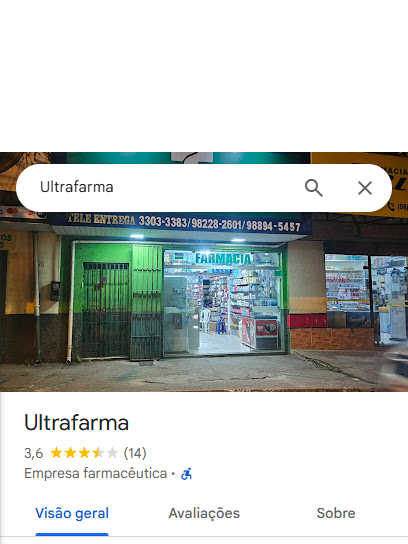 Ultrafarma
TELE ENTREGA 3303-3383/98228-2601/98894-5457
FARMACIA
Ultrafarma
3,6 (14)
Empresa farmacêutica ·
Visão geral Avaliações Sobre